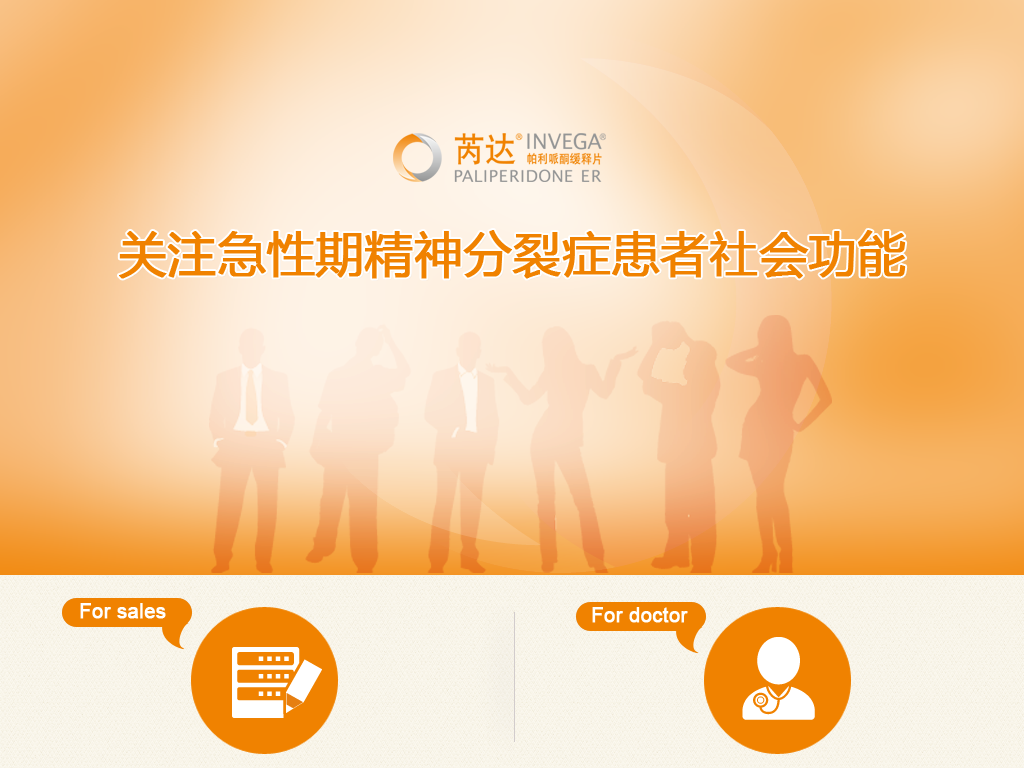 芮达® INVEGA®
帕利哌酮缓释片
PALIPERIDONE ER
关注急性期精神分裂症患者社会功能
For sales
For doctor